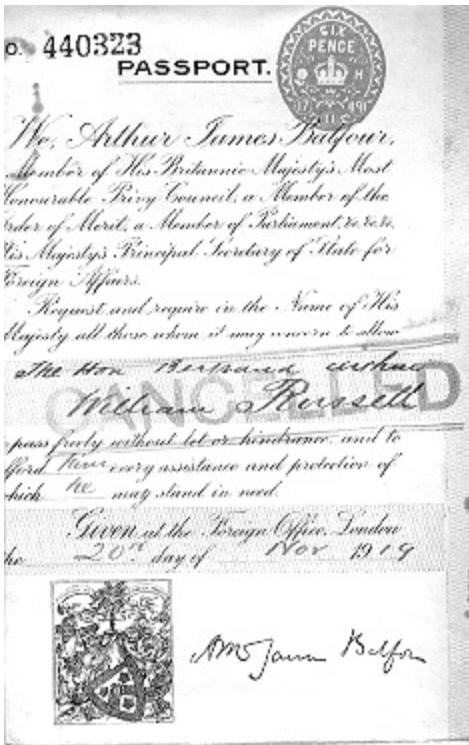 O. 440323
PASSPORT.
SIX
PENCE
We, Arthur James Balfour,
Member of His Britannic Majesty's Most
Honourable Privy Council, a Member of the
Order of Merit, a Member of Parliament, &c. &c. &c.
His Majesty's Principal Secretary of State for
Foreign Affairs.
Request and require in the Name of His
Majesty all those whom it may concern to allow
The Hon Bertrand Arthur
William Russell
CANCELLED
pass freely without let or hindrance, and to
afford him every assistance and protection of
which he may stand in need.
Given at the Foreign Office, London
the 20th day of Nov 1919
Balfour